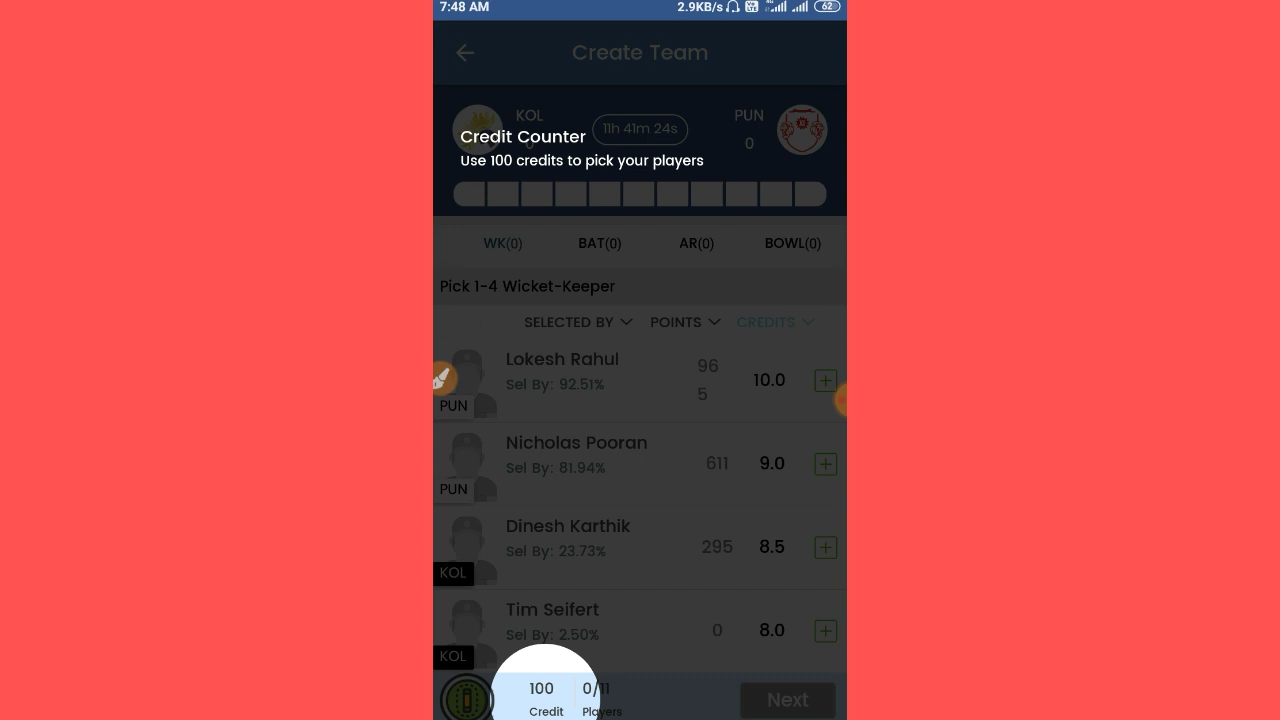 7:48 AM
2.9KB/s
62
Create Team
KOL
0
11h 41m 24s
PUN
0
Credit Counter
Use 100 credits to pick your players
WK(0)
BAT(0)
AR(0)
BOWL(0)
Pick 1-4 Wicket-Keeper
SELECTED BY
POINTS
CREDITS
Lokesh Rahul
Sel By: 92.51%
PUN
96
5
10.0
Nicholas Pooran
Sel By: 81.94%
PUN
611
9.0
Dinesh Karthik
Sel By: 23.73%
KOL
295
8.5
Tim Seifert
Sel By: 2.50%
KOL
0
8.0
100
Credit
0/11
Players
Next